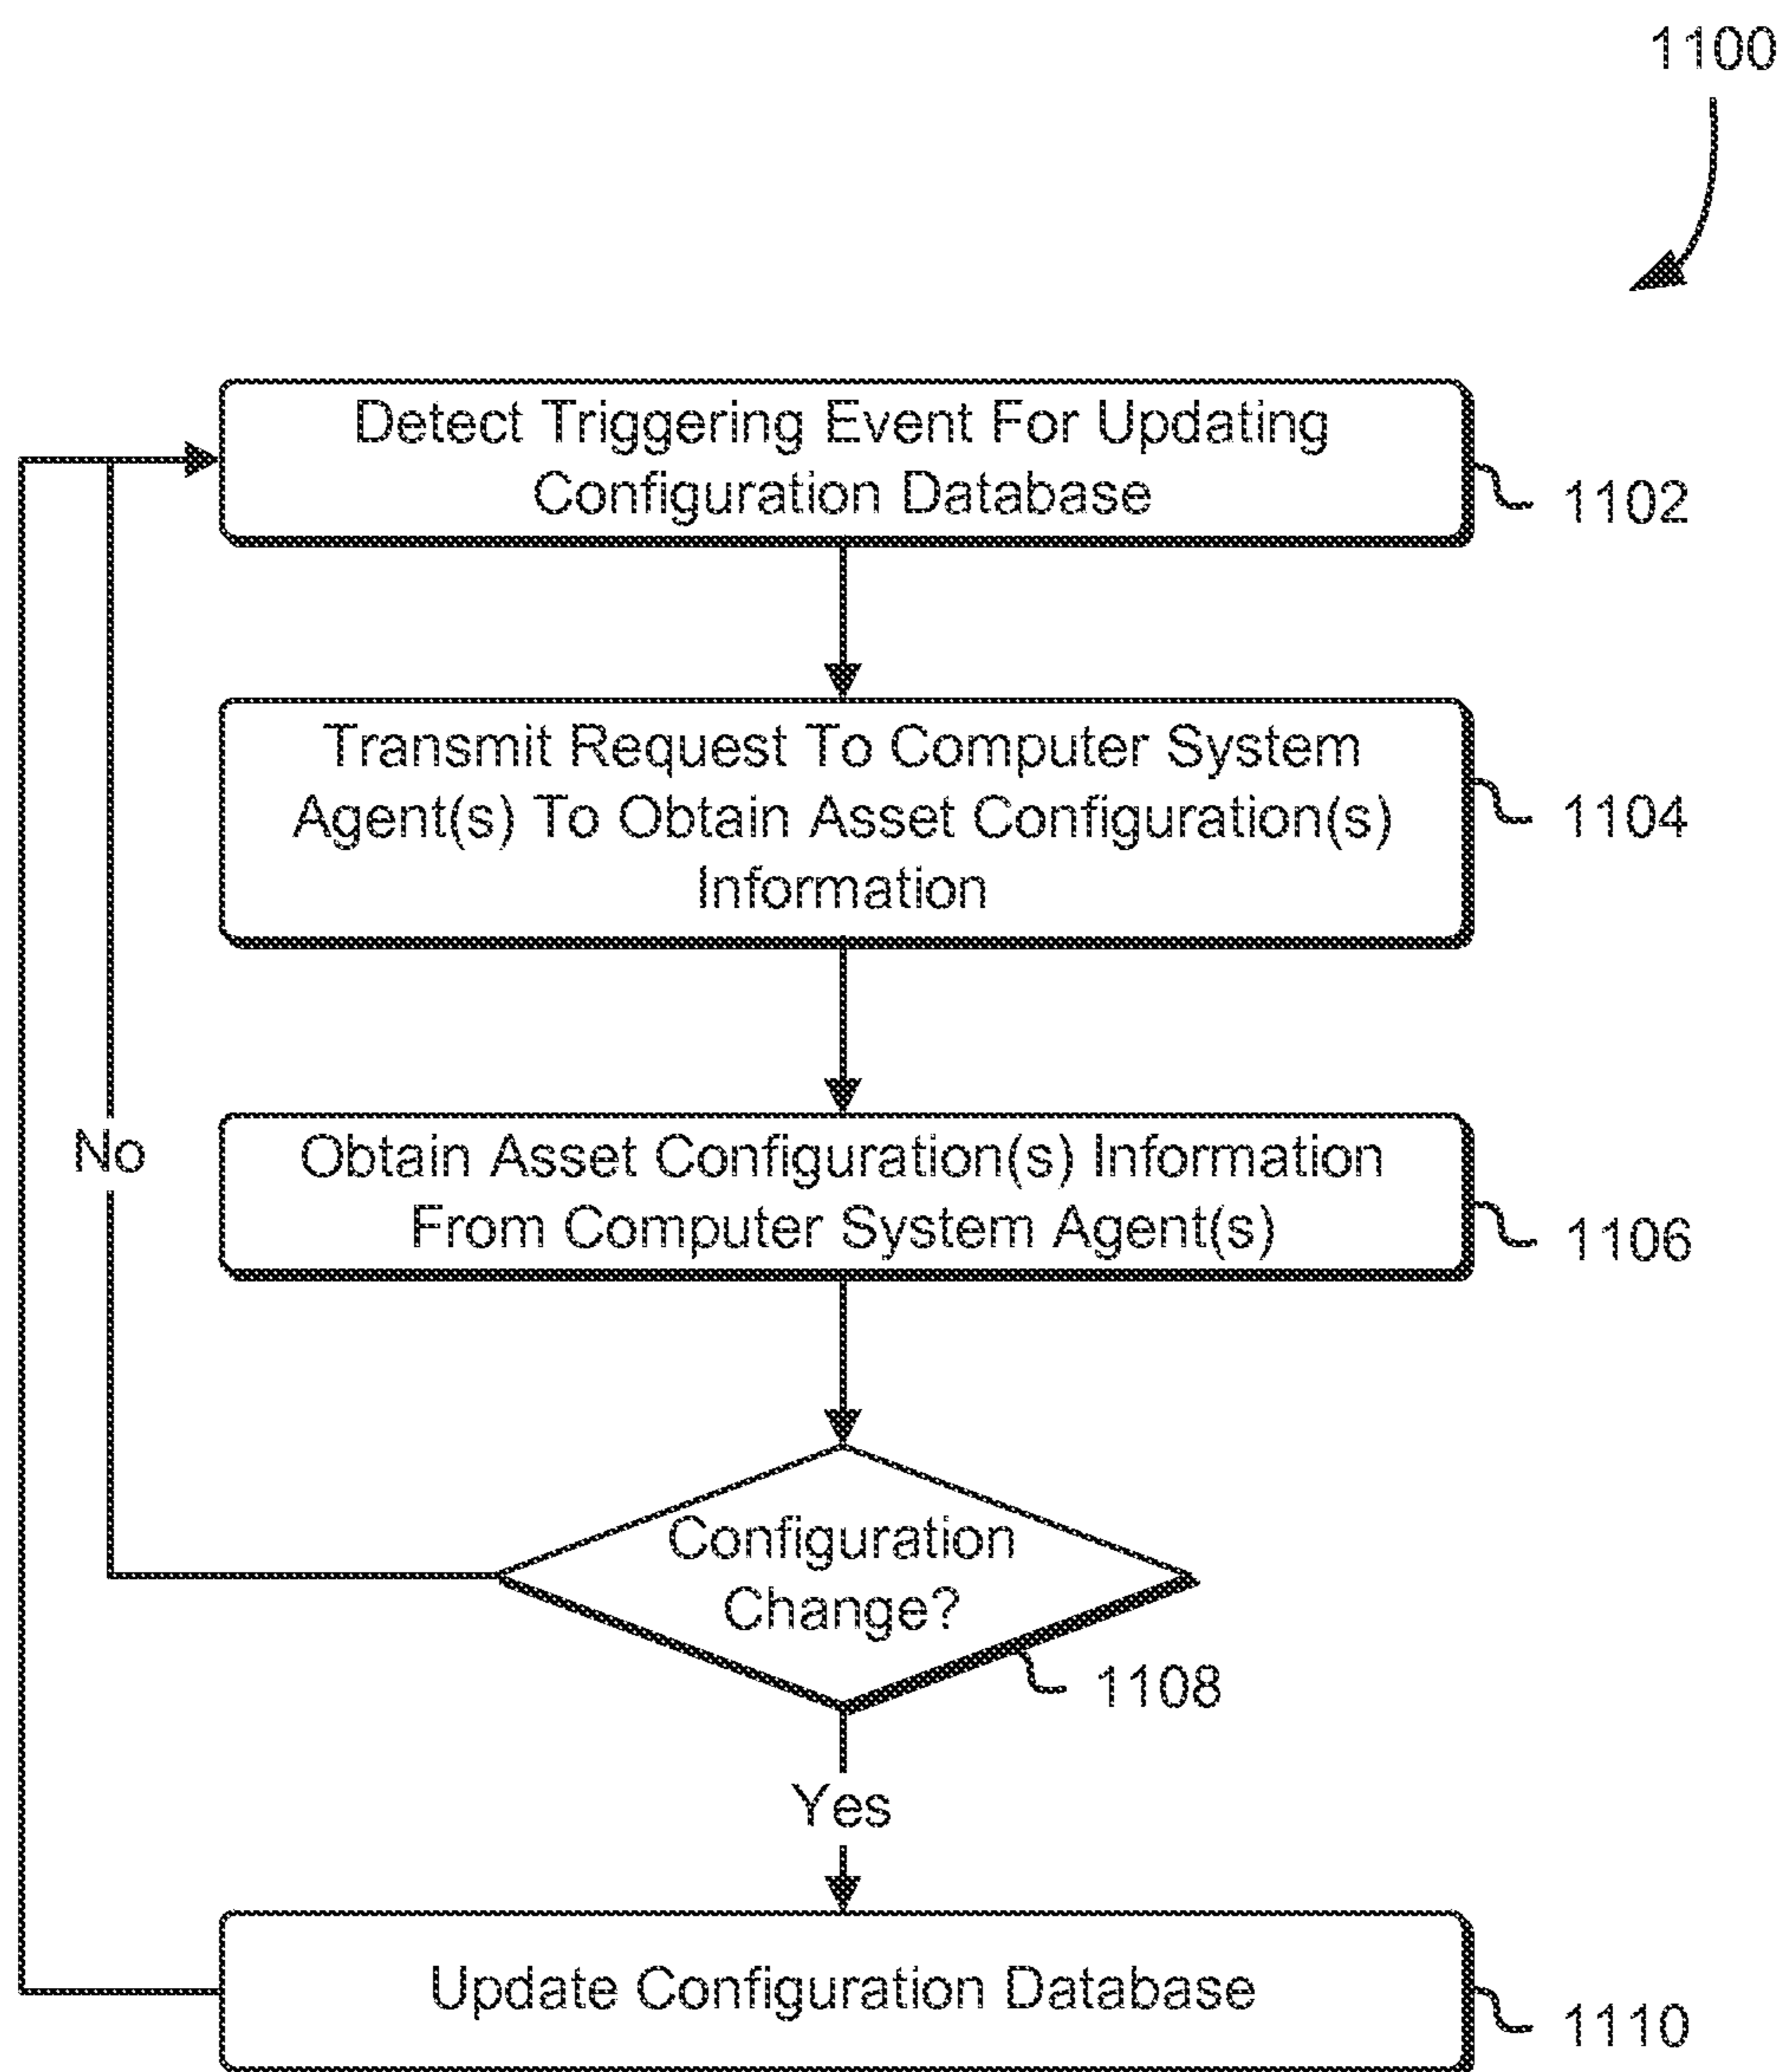 1100
Detect Triggering Event For Updating
Configuration Database
1102
Transmit Request To Computer System
Agent(s) To Obtain Asset Configuration(s)
Information
1104
Obtain Asset Configuration(s) Information
From Computer System Agent(s)
1106
No
Configuration
Change?
1108
Yes
Update Configuration Database
1110